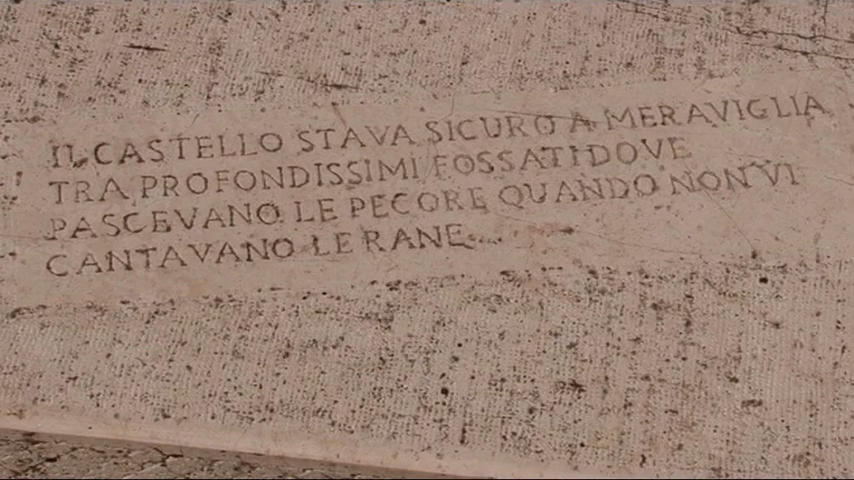 IL CASTELLO STAVA SICURO A MERAVIGLIA
TRA PROFONDISSIMI FOSSATI DOVE
PASCEVANO LE PECORE QUANDO NON VI
CANTAVANO LE RANE....